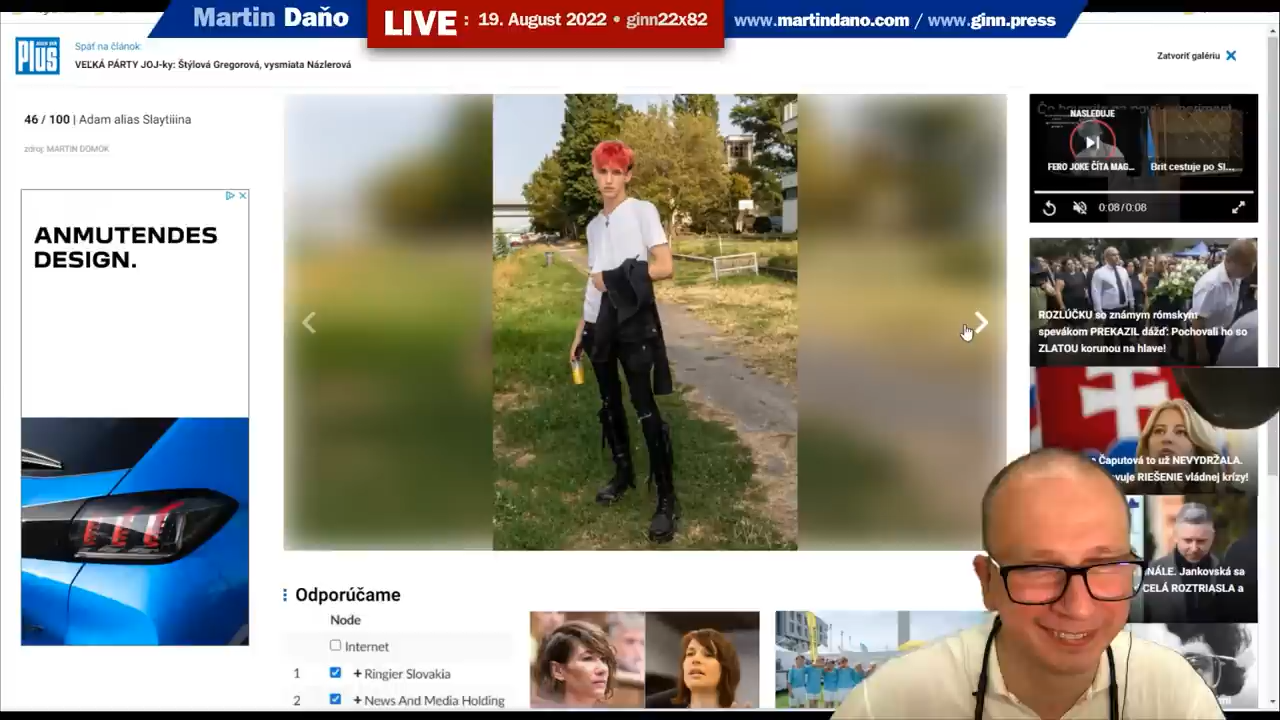 Martin Daňo
LIVE : 19. August 2022 • ginn22x82
www.martindano.com / www.ginn.press
Plus
Späť na článok:
VEĽKÁ PÁRTY JOJ-ky: Štýlová Gregorová, vysmiata Názlerová
Zatvoriť galériu
46 / 100 | Adam alias Slaytiiina
zdroj: MARTIN DOMOK
ANMUTENDES
DESIGN.
NASLEDUJE
FERO JOKE ČÍTA MAG...
Brit cestuje po Sl...
0:08 / 0:08
ROZLÚČKU so známym rómskym
spevákom PREKAZIL dážď: Pochovali ho so
ZLATOU korunou na hlave!
Čaputová to už NEVYDRŽALA.
vuje RIEŠENIE vládnej krízy!
NÁLE. Jankovská sa
CELÁ ROZTRIASLA a
Odporúčame
Node
Internet
1 + Ringier Slovakia
2 + News And Media Holding